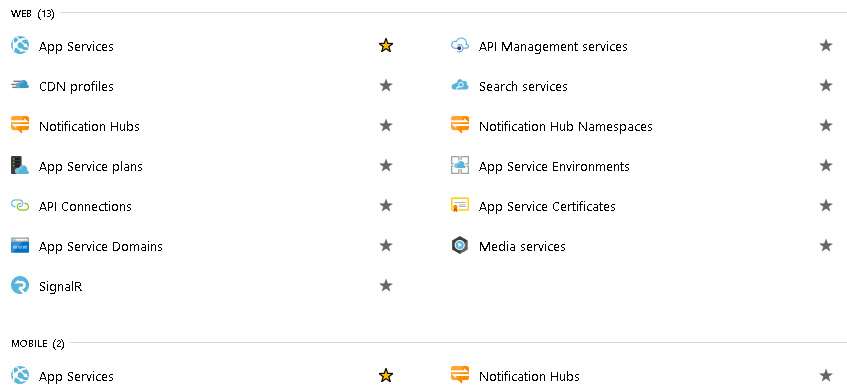 WEB (13)
App Services
API Management services
CDN profiles
Search services
Notification Hubs
Notification Hub Namespaces
App Service plans
App Service Environments
API Connections
App Service Certificates
App Service Domains
Media services
SignalR
MOBILE (2)
App Services
Notification Hubs